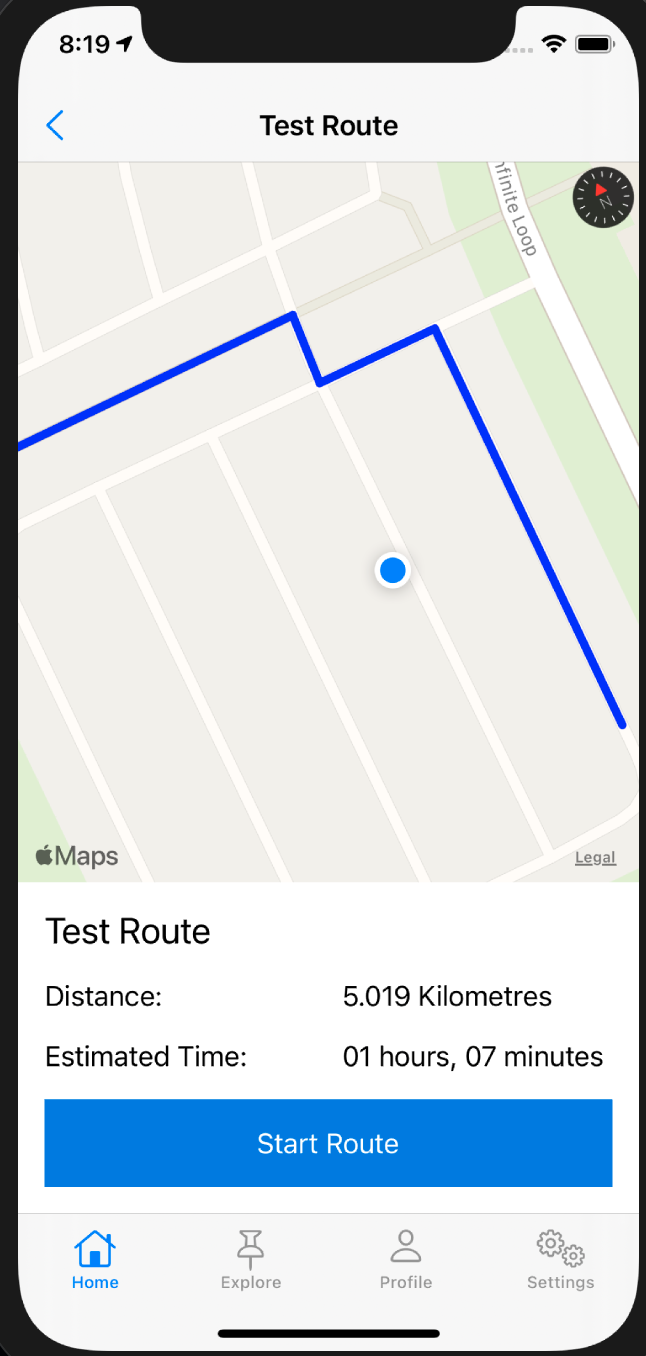 8:19
Test Route
nfinite Loop
N
Maps
Legal
Test Route
Distance: 5.019 Kilometres
Estimated Time: 01 hours, 07 minutes
Start Route
Home Explore Profile Settings